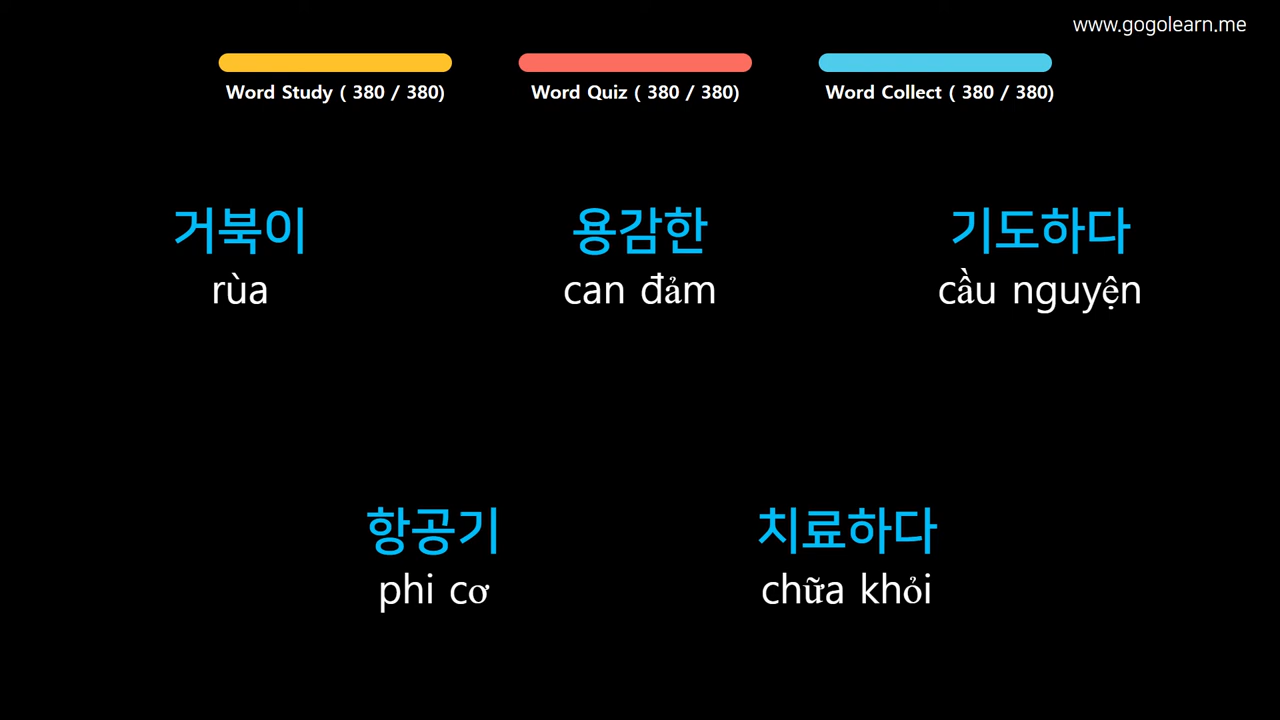 www.gogolearn.me
Word Study ( 380 / 380)
Word Quiz ( 380 / 380)
Word Collect ( 380 / 380)
거북이
rùa
용감한
can đảm
기도하다
cầu nguyện
항공기
phi cơ
치료하다
chữa khỏi